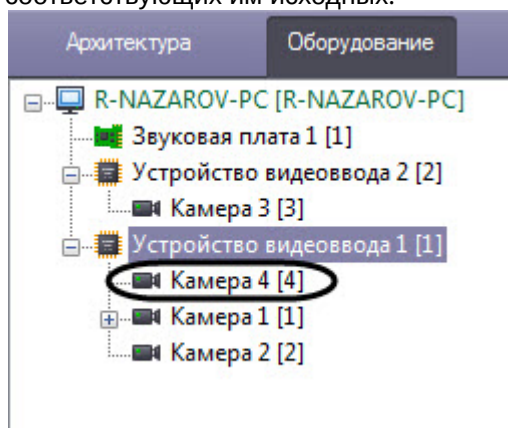 соответствующих им исходных.
Архитектура Оборудование
R-NAZAROV-PC [R-NAZAROV-PC]
Звуковая плата 1 [1]
Устройство видеоввода 2 [2]
Камера 3 [3]
Устройство видеоввода 1 [1]
Камера 4 [4]
Камера 1 [1]
Камера 2 [2]